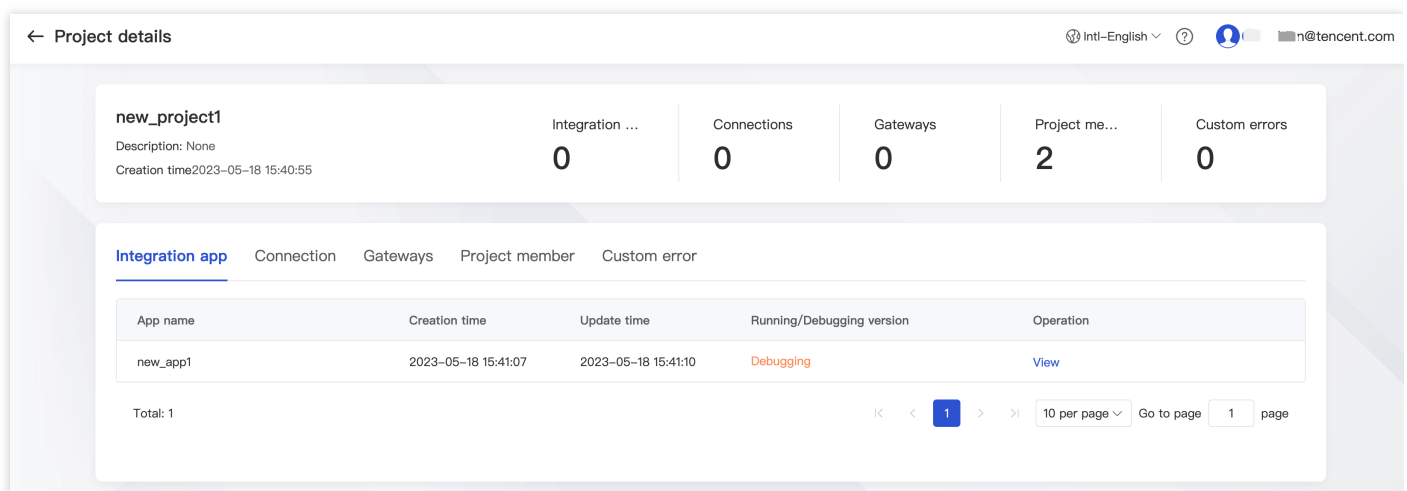 Project details
Intl-English
n@tencent.com
new_project1
Description: None
Creation time2023-05-18 15:40:55
Integration ...
0
Connections
0
Gateways
0
Project me...
2
Custom errors
0
Integration app Connection Gateways Project member Custom error
App name Creation time Update time Running/Debugging version Operation
new_app1 2023-05-18 15:41:07 2023-05-18 15:41:10 Debugging View
Total: 1 1 10 per page Go to page 1 page